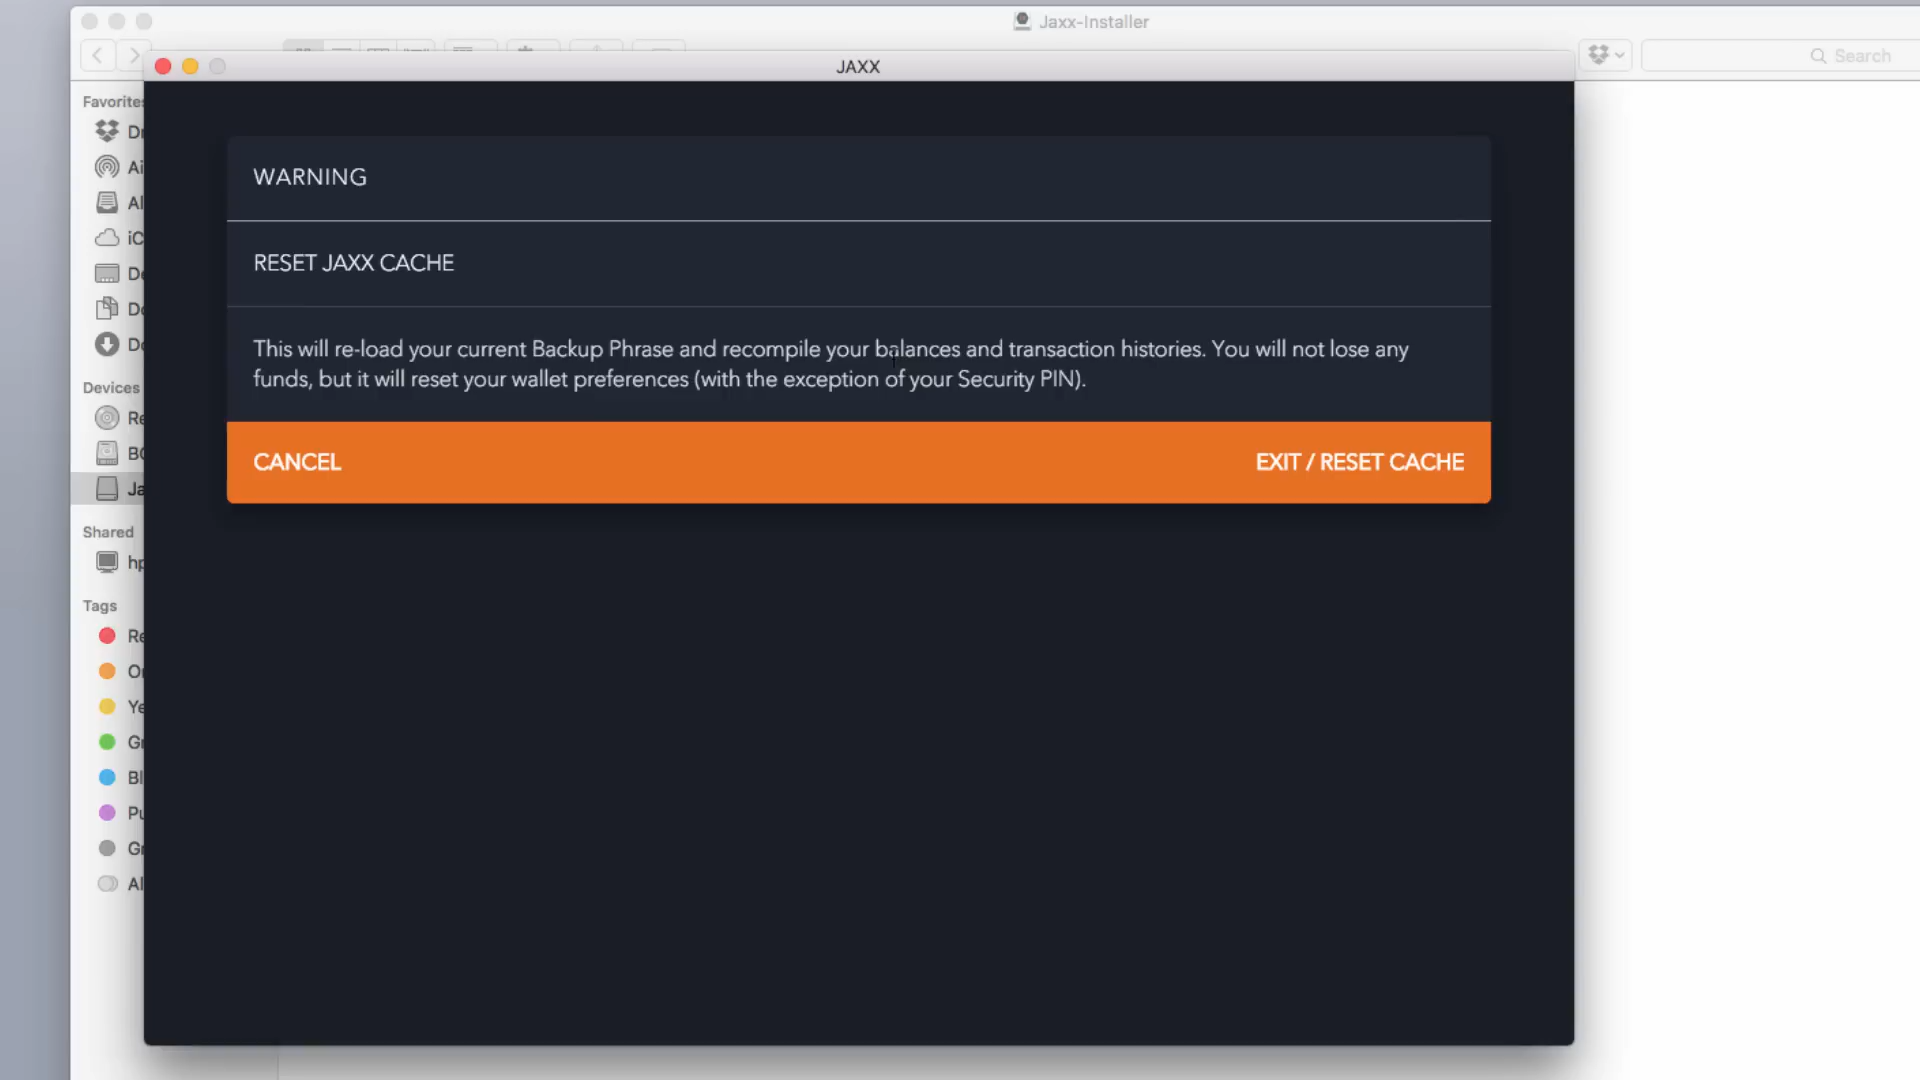 Jaxx-Installer
Search
JAXX
Favorites
WARNING
RESET JAXX CACHE
This will re-load your current Backup Phrase and recompile your balances and transaction histories. You will not lose any
funds, but it will reset your wallet preferences (with the exception of your Security PIN).
CANCEL
EXIT / RESET CACHE
Devices
Shared
Tags